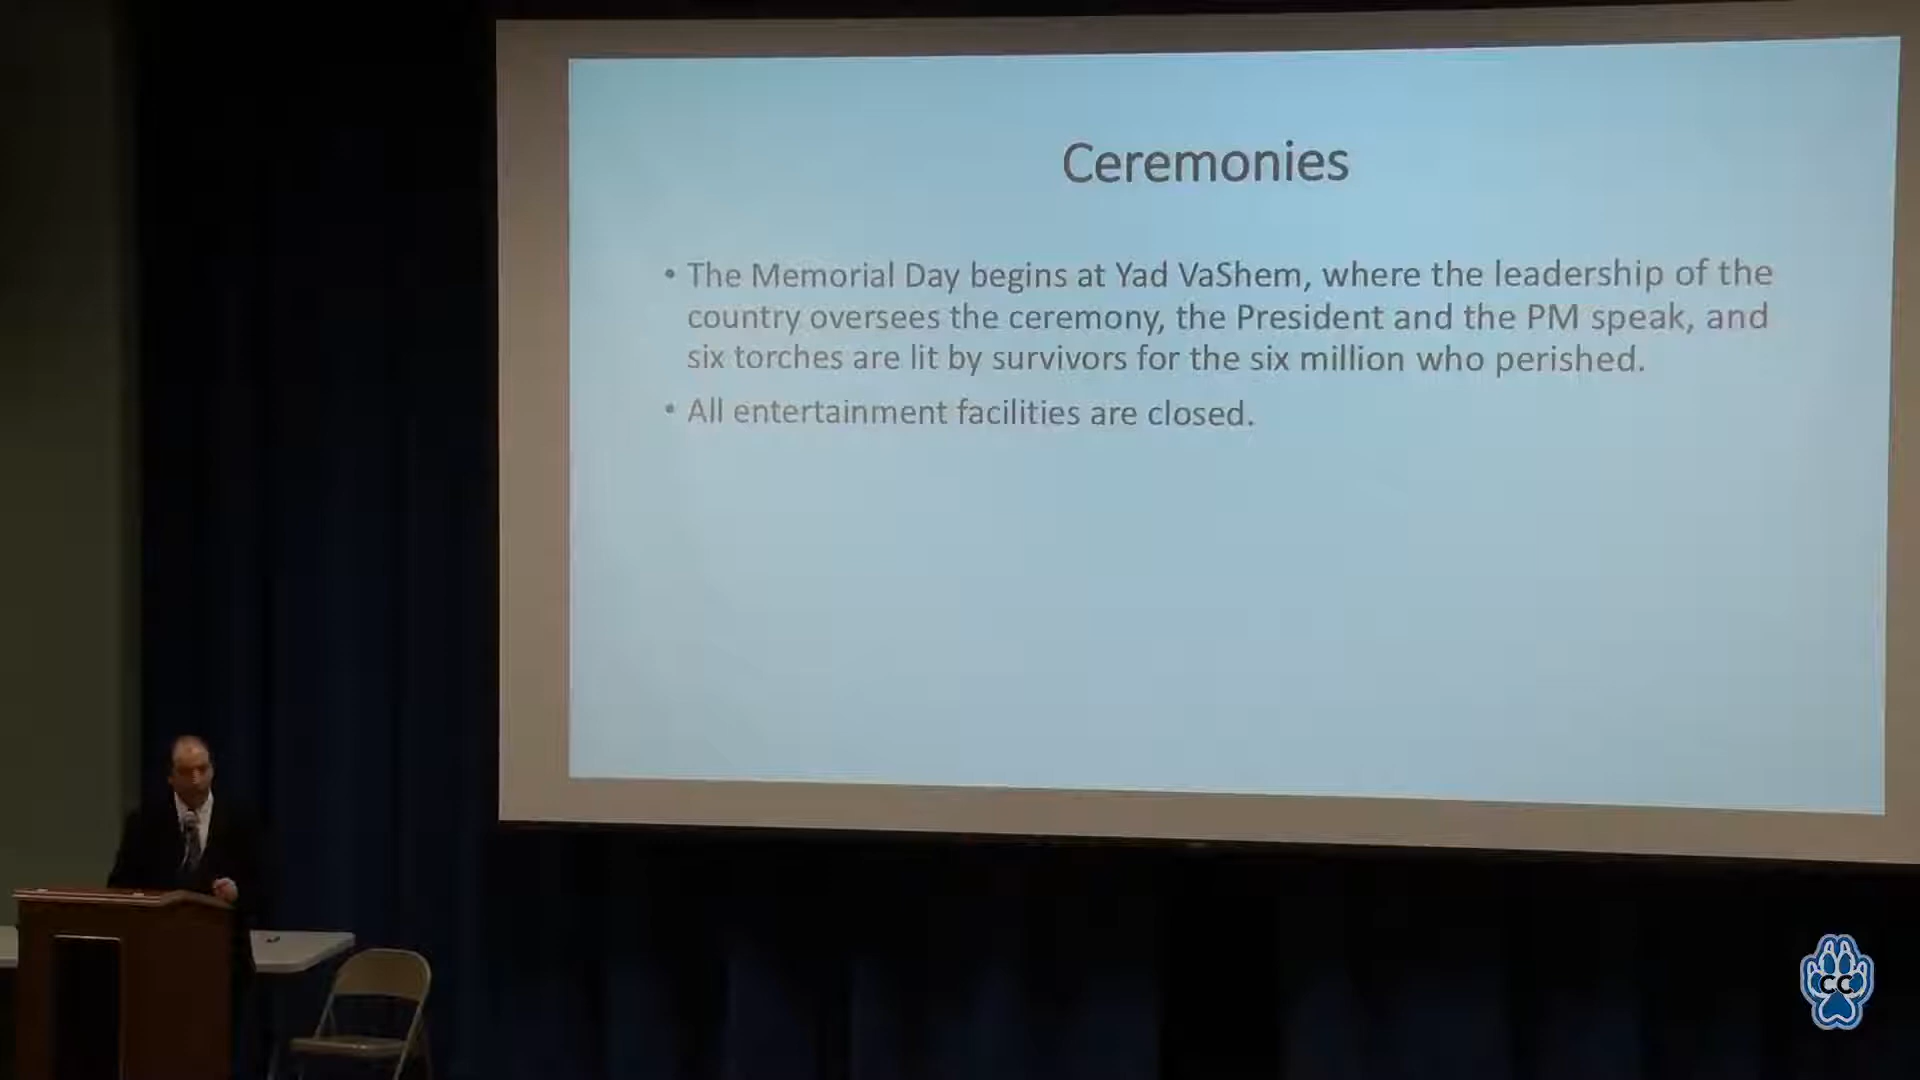 Ceremonies
• The Memorial Day begins at Yad VaShem, where the leadership of the
country oversees the ceremony, the President and the PM speak, and
six torches are lit by survivors for the six million who perished.
• All entertainment facilities are closed.
CC